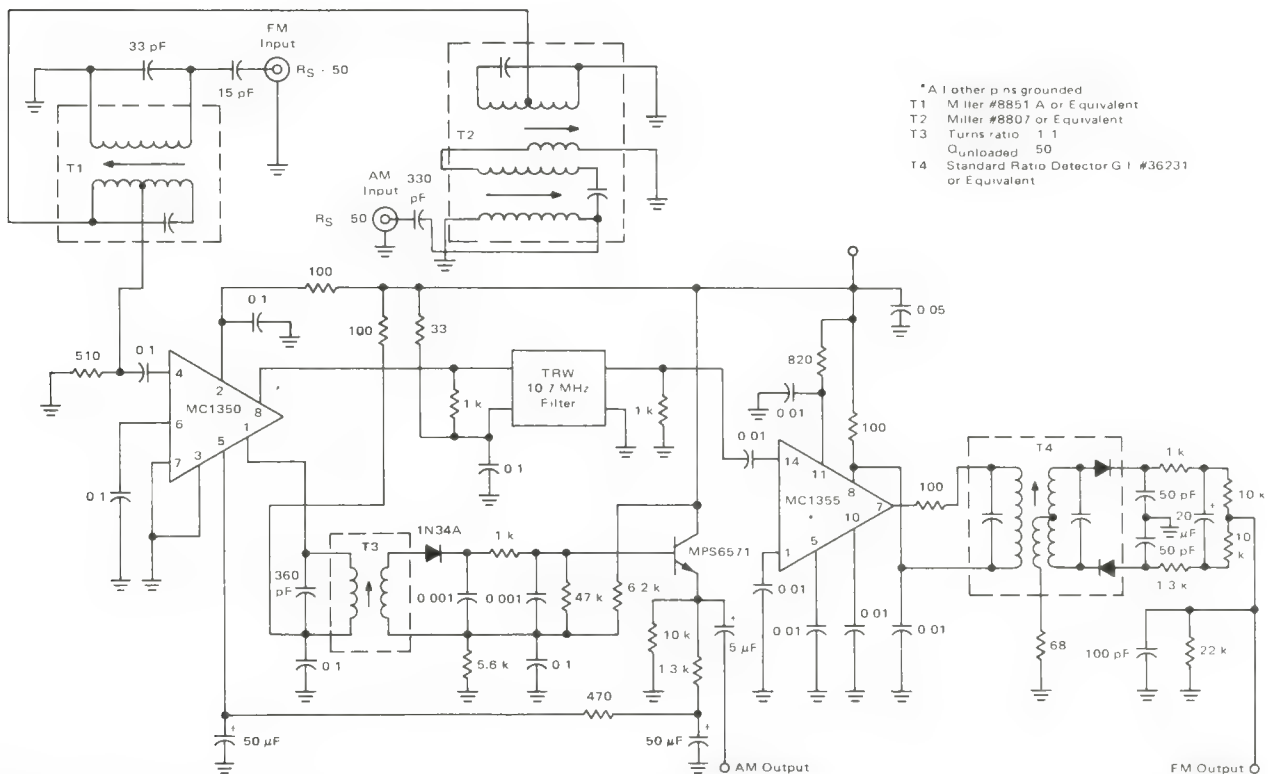 FM
Input
33 pF
R_S · 50
15 pF
T1
T2
AM
Input
330
pF
R_S 50
*All other pins grounded
T1 Miller #8851 A or Equivalent
T2 Miller #8807 or Equivalent
T3 Turns ratio 1 1
Qunloaded 50
T4 Standard Ratio Detector G I #36231
or Equivalent
100
0 1
100
33
0 05
510
0 1
4
2
MC1350
8
*
6
5
1
7
3
0 1
1 k
TRW
10.7 MHz
Filter
1 k
0 1
820
0 01
100
0 01
14
11
MC1355
*
8
7
10
1
5
0 01
0 01
0 01
0 01
100
T4
1 k
50 pF
20
μF
50 pF
1.3 k
10 k
10
k
68
100 pF
22 k
T3
360
pF
1N34A
1 k
0 001
0 001
47 k
6.2 k
MPS6571
0 1
5.6 k
0 1
10 k
1.3 k
5 μF
+
470
50 μF
+
50 μF
+
AM Output
FM Output